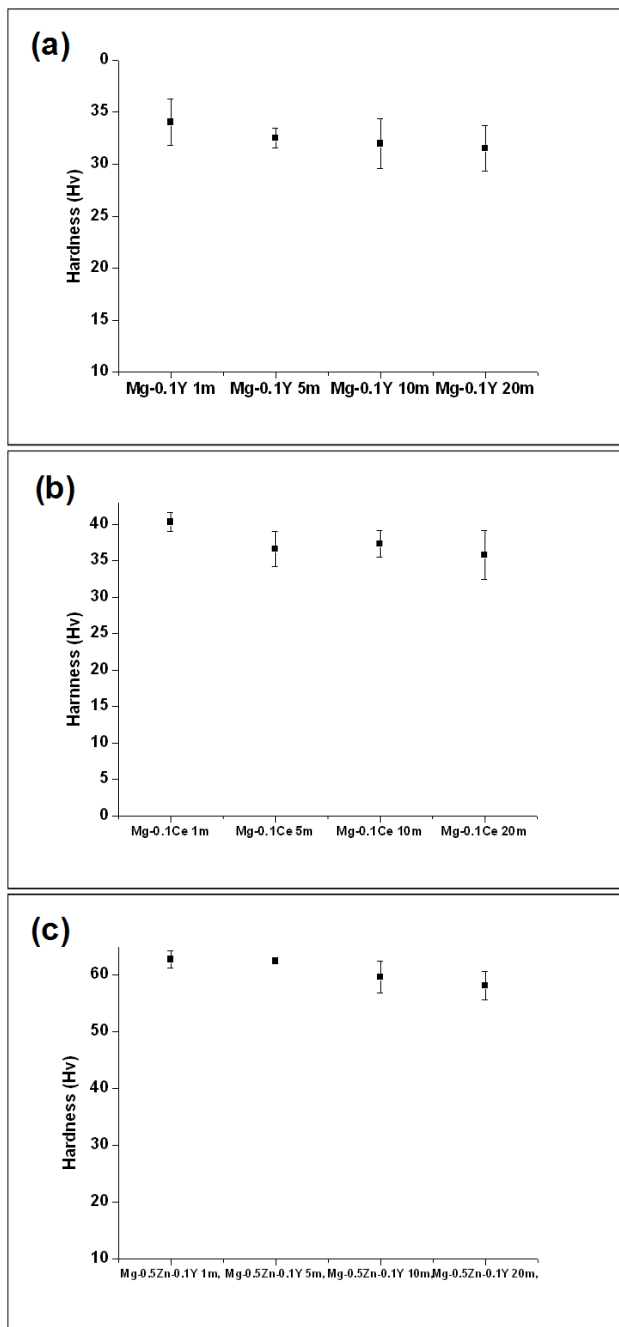 (a)
0
35
30
25
20
15
10
Hardness (Hv)
Mg-0.1Y 1m Mg-0.1Y 5m Mg-0.1Y 10m Mg-0.1Y 20m
(b)
40
35
30
25
20
15
10
5
0
Harnness (Hv)
Mg-0.1Ce 1m Mg-0.1Ce 5m Mg-0.1Ce 10m Mg-0.1Ce 20m
(c)
60
50
40
30
20
10
Hardness (Hv)
Mg-0.5Zn-0.1Y 1m, Mg-0.5Zn-0.1Y 5m, Mg-0.5Zn-0.1Y 10m, Mg-0.5Zn-0.1Y 20m,